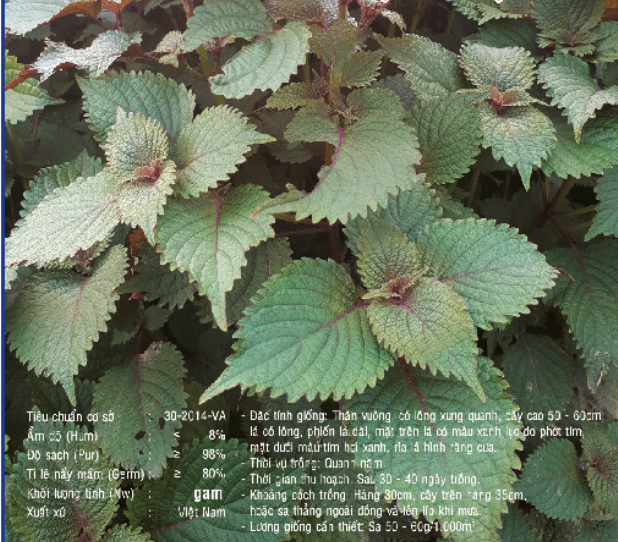 Tiêu chuẩn cơ sở : 30-2014-VA
Ẩm độ (Hum) : ≤ 8%
Độ sạch (Pur) : ≥ 98%
Tỉ lệ nảy mầm (Germ) : ≥ 80%
Khối lượng tịnh (Nw) : gam
Xuất xứ : Việt Nam
- Đặc tính giống: Thân vuông, có lông xung quanh, cây cao 50 - 60cm,
lá có lông, phiến lá dài, mặt trên lá có màu xanh lục do phớt tím,
mặt dưới màu tím hơi xanh, rìa lá hình răng cưa.
- Thời vụ trồng: Quanh năm
- Thời gian thu hoạch: Sau 30 - 40 ngày trồng.
- Khoảng cách trồng: Hàng 30cm, cây trên hàng 35cm,
hoặc sạ thẳng ngoài đồng và lên líp khi mưa.
- Lượng giống cần thiết: Sạ 50 - 60g/1.000m²